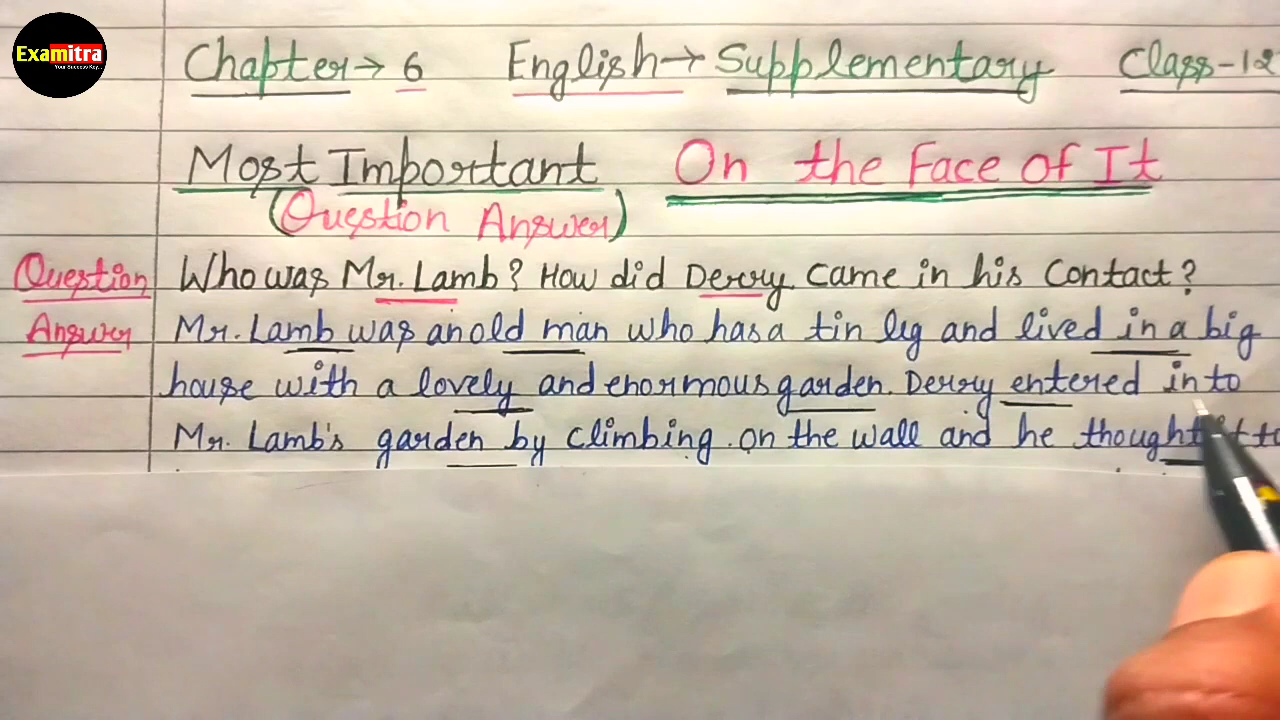 Examitra
Your Success Key...
Chapter → 6 English → Supplementary Class-12
Most Important On the Face of It
(Question Answer)
Question Who was Mr. Lamb? How did Derry came in his Contact?
Answer Mr. Lamb was an old man who has a tin leg and lived in a big
house with a lovely and enormous garden. Derry entered into
Mr. Lamb's garden by climbing on the wall and he thought